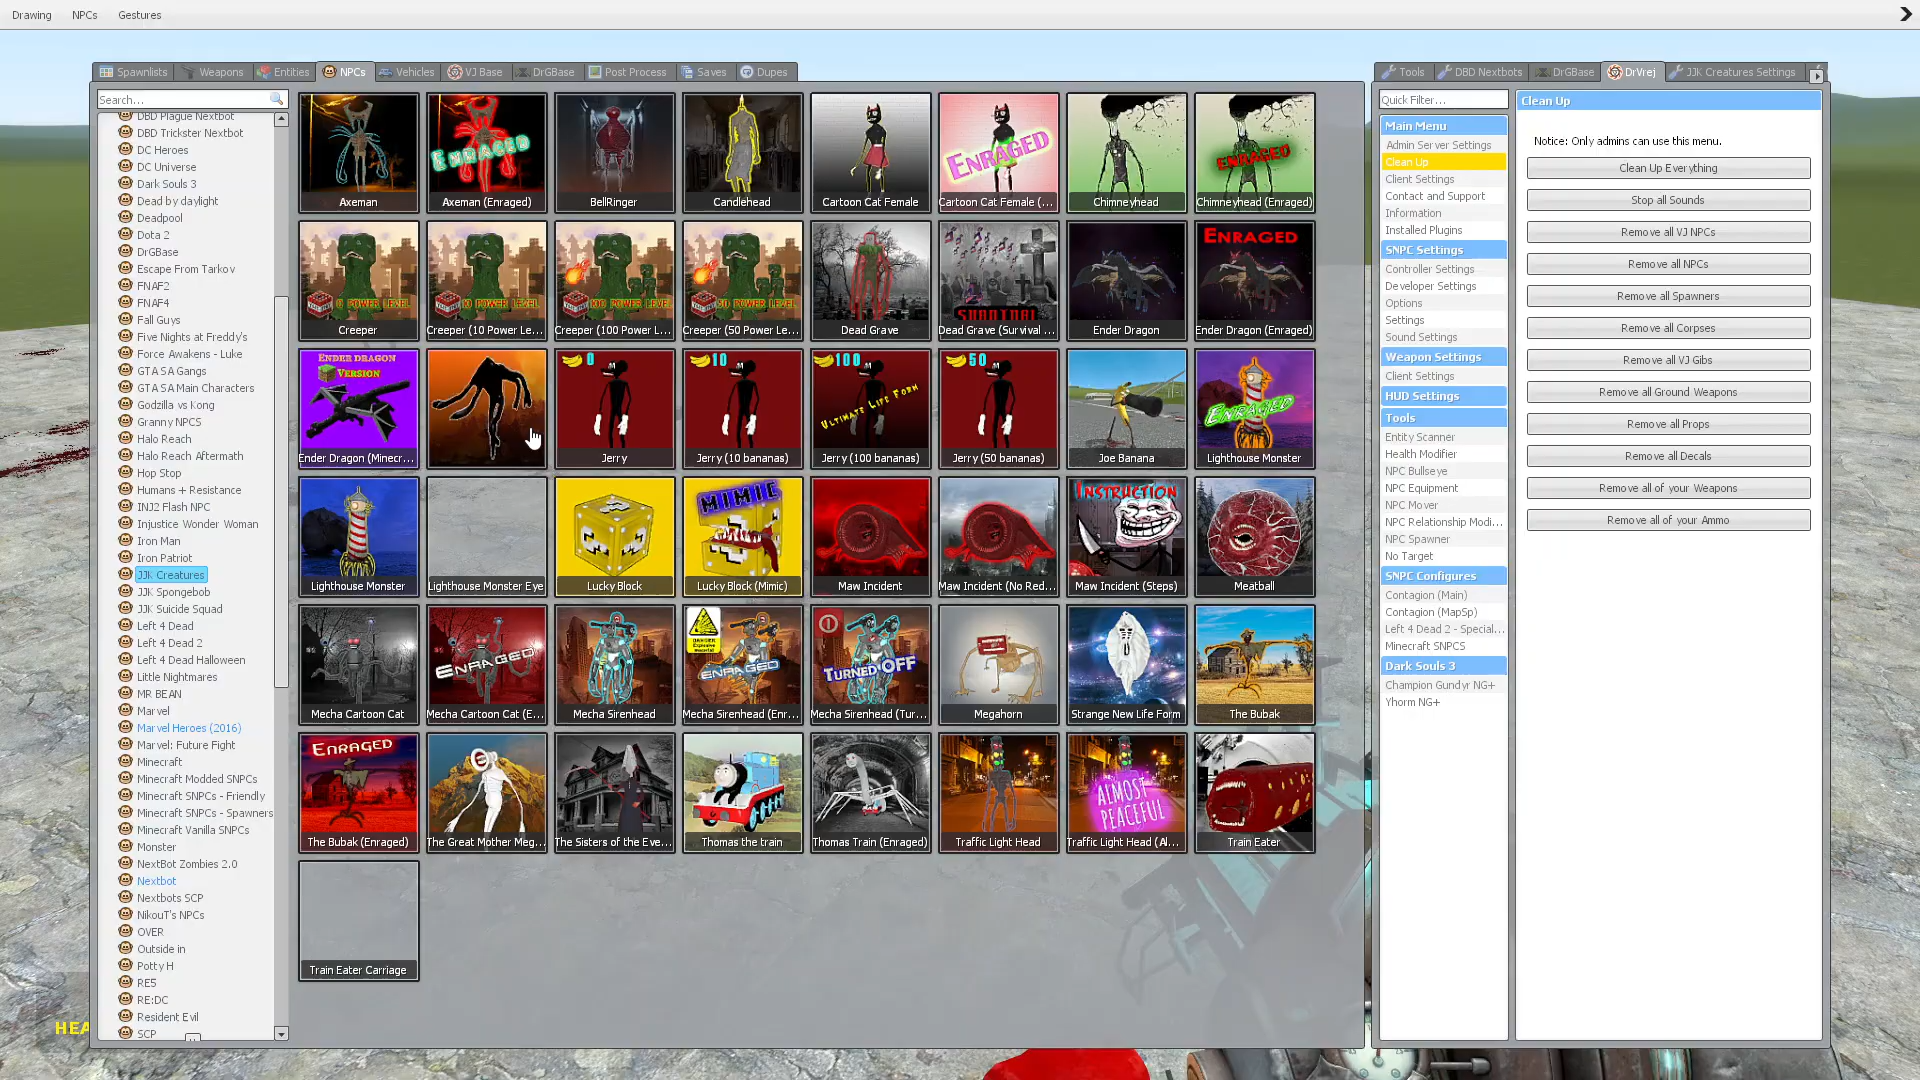 Drawing NPCs Gestures
Spawnlists Weapons Entities NPCs Vehicles VJ Base DrGBase Post Process Saves Dupes
Search...
DBD Plague Nextbot
DBD Trickster Nextbot
DC Heroes
DC Universe
Dark Souls 3
Dead by daylight
Deadpool
Dota 2
DrGBase
Escape From Tarkov
FNAF2
FNAF4
Fall Guys
Five Nights at Freddy's
Force Awakens - Luke
GTA SA Gangs
GTA SA Main Characters
Godzilla vs Kong
Granny NPCS
Halo Reach
Halo Reach Aftermath
Hop Stop
Humans + Resistance
INJ2 Flash NPC
Injustice Wonder Woman
Iron Man
Iron Patriot
JJK Creatures
JJK Spongebob
JJK Suicide Squad
Left 4 Dead
Left 4 Dead 2
Left 4 Dead Halloween
Little Nightmares
MR BEAN
Marvel
Marvel Heroes (2016)
Marvel: Future Fight
Minecraft
Minecraft Modded SNPCs
Minecraft SNPCs - Friendly
Minecraft SNPCs - Spawners
Minecraft Vanilla SNPCs
Monster
NextBot Zombies 2.0
Nextbot
Nextbots SCP
NikouT's NPCs
OVER
Outside in
Potty H
RE5
RE:DC
Resident Evil
SCP
HEA
ENRAGED
ENRAGED
ENRAGED
Axeman
Axeman (Enraged)
BellRinger
Candlehead
Cartoon Cat Female
Cartoon Cat Female (...
Chimneyhead
Chimneyhead (Enraged)
0 POWER LEVEL
10 POWER LEVEL
100 POWER LEVEL
50 POWER LEVEL
SURVIVAL
ENRAGED
Creeper
Creeper (10 Power Le...
Creeper (100 Power L...
Creeper (50 Power Le...
Dead Grave
Dead Grave (Survival ...
Ender Dragon
Ender Dragon (Enraged)
ENDER DRAGON
VERSION
0
10
100
ULTIMATE LIFE FORM
50
ENRAGED
Ender Dragon (Minecr...
Jerry
Jerry (10 bananas)
Jerry (100 bananas)
Jerry (50 bananas)
Joe Banana
Lighthouse Monster
MIMIC
INSTRUCTION
Lighthouse Monster
Lighthouse Monster Eye
Lucky Block
Lucky Block (Mimic)
Maw Incident
Maw Incident (No Red...
Maw Incident (Steps)
Meatball
ENRAGED
DANGER
ENRAGED
TURNED OFF
Mecha Cartoon Cat
Mecha Cartoon Cat (E...
Mecha Sirenhead
Mecha Sirenhead (Enr...
Mecha Sirenhead (Tur...
Megahorn
Strange New Life Form
The Bubak
ENRAGED
ALMOST
PEACEFUL
The Bubak (Enraged)
The Great Mother Meg...
The Sisters of the Eve...
Thomas the train
Thomas Train (Enraged)
Traffic Light Head
Traffic Light Head (Al...
Train Eater
Train Eater Carriage
Tools DBD Nextbots DrGBase DrVrej JJK Creatures Settings
Quick Filter...
Main Menu
Admin Server Settings
Clean Up
Client Settings
Contact and Support
Information
Installed Plugins
SNPC Settings
Controller Settings
Developer Settings
Options
Settings
Sound Settings
Weapon Settings
Client Settings
HUD Settings
Tools
Entity Scanner
Health Modifier
NPC Bullseye
NPC Equipment
NPC Mover
NPC Relationship Modi...
NPC Spawner
No Target
SNPC Configures
Contagion (Main)
Contagion (MapSp)
Left 4 Dead 2 - Special...
Minecraft SNPCS
Dark Souls 3
Champion Gundyr NG+
Yhorm NG+
Clean Up
Notice: Only admins can use this menu.
Clean Up Everything
Stop all Sounds
Remove all VJ NPCs
Remove all NPCs
Remove all Spawners
Remove all Corpses
Remove all VJ Gibs
Remove all Ground Weapons
Remove all Props
Remove all Decals
Remove all of your Weapons
Remove all of your Ammo